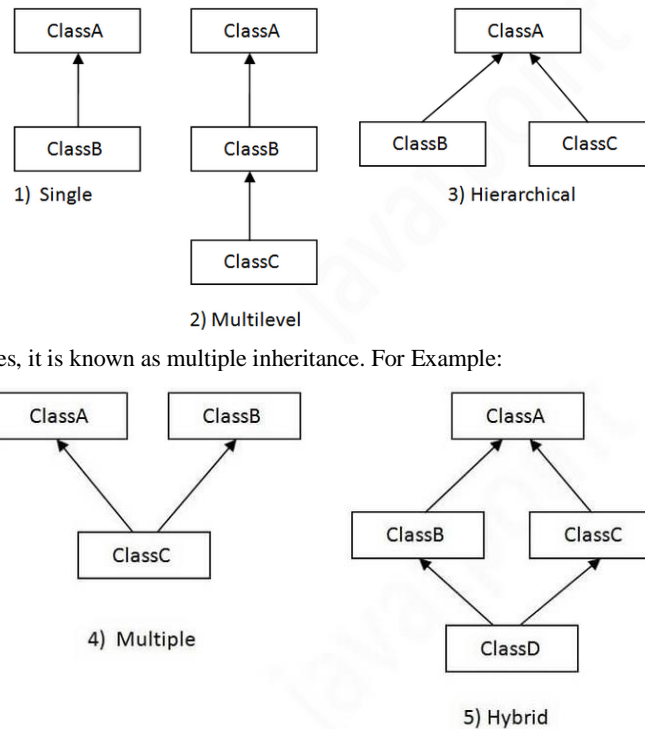 ClassA
ClassB
1) Single
ClassA
ClassB
ClassC
2) Multilevel
ClassA
ClassB ClassC
3) Hierarchical
es, it is known as multiple inheritance. For Example:
ClassA ClassB
ClassC
4) Multiple
ClassA
ClassB ClassC
ClassD
5) Hybrid